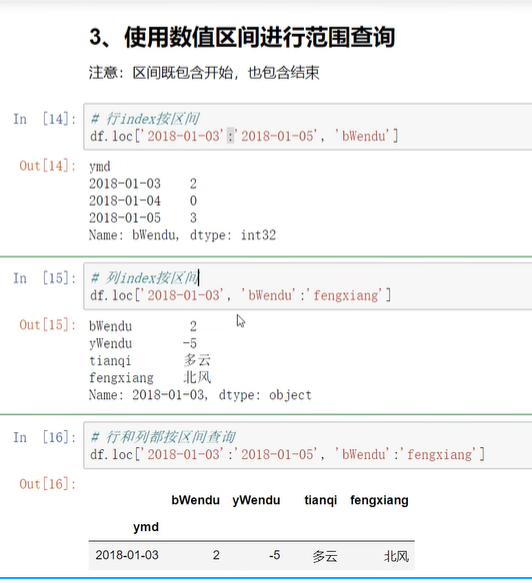 3、使用数值区间进行范围查询
注意：区间既包含开始，也包含结束
In [14]: # 行index按区间
df.loc['2018-01-03':'2018-01-05', 'bWendu']
Out[14]: ymd
2018-01-03 2
2018-01-04 0
2018-01-05 3
Name: bWendu, dtype: int32
In [15]: # 列index按区间
df.loc['2018-01-03', 'bWendu':'fengxiang']
Out[15]: bWendu 2
yWendu -5
tianqi 多云
fengxiang 北风
Name: 2018-01-03, dtype: object
In [16]: # 行和列都按区间查询
df.loc['2018-01-03':'2018-01-05', 'bWendu':'fengxiang']
Out[16]:
bWendu yWendu tianqi fengxiang
ymd
2018-01-03 2 -5 多云 北风